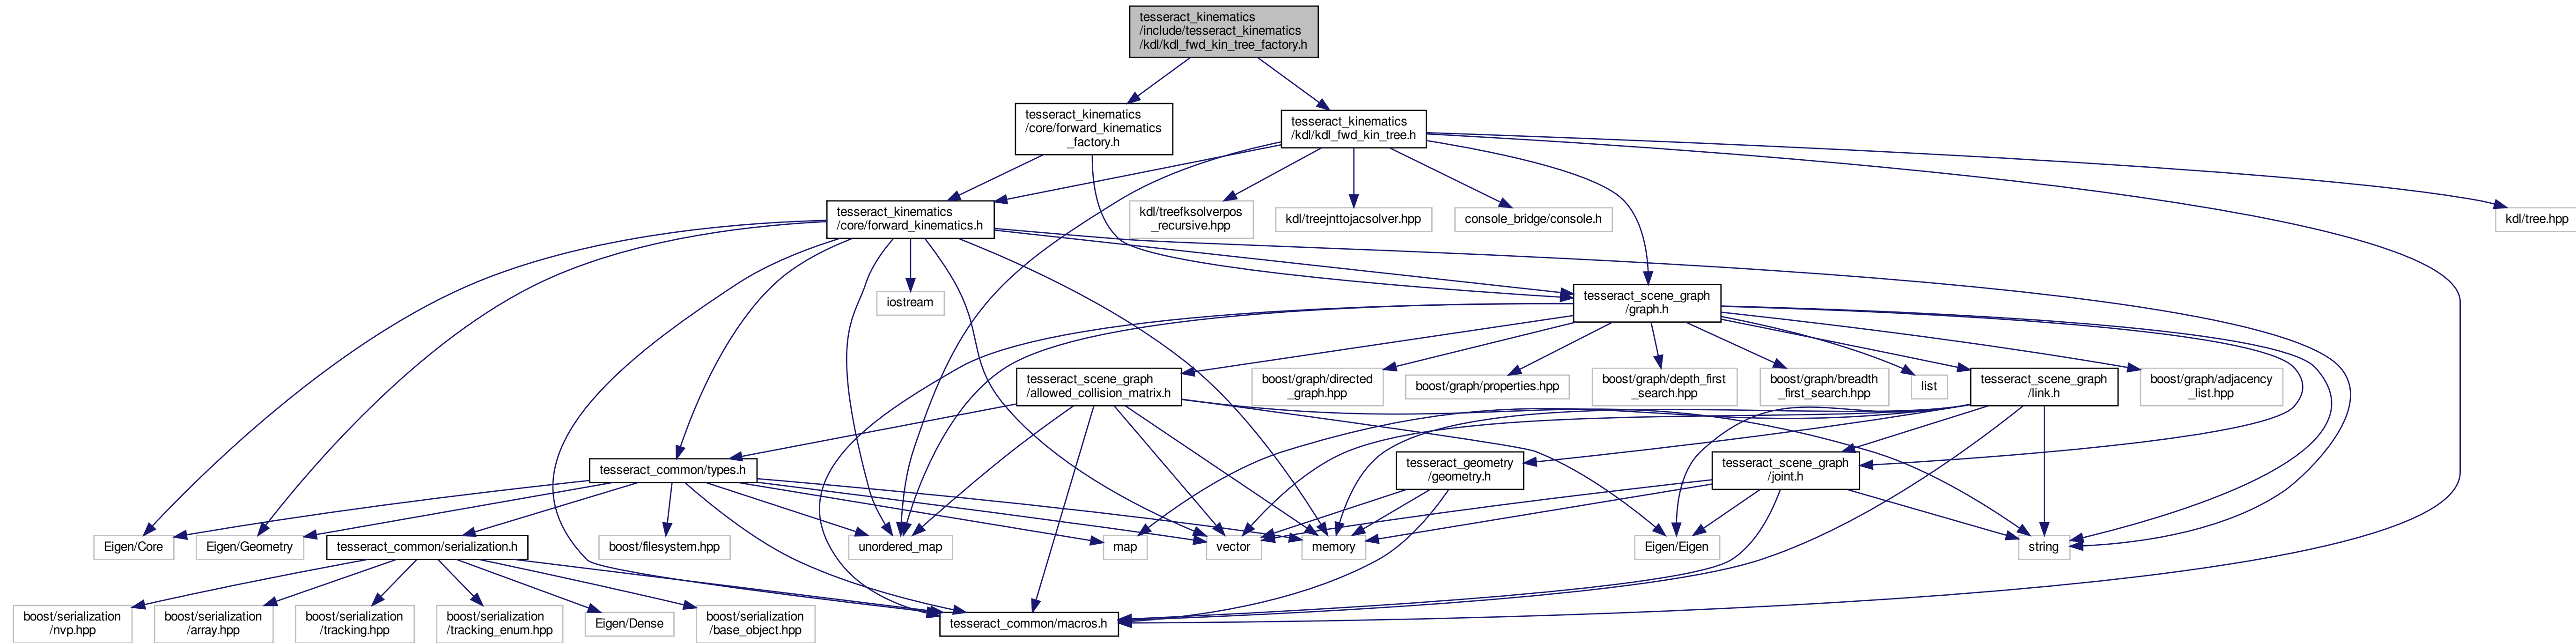 tesseract_kinematics
/include/tesseract_kinematics
/kdl/kdl_fwd_kin_tree_factory.h
tesseract_kinematics
/core/forward_kinematics
_factory.h
tesseract_kinematics
/kdl/kdl_fwd_kin_tree.h
tesseract_kinematics
/core/forward_kinematics.h
kdl/treefksolverpos
_recursive.hpp
kdl/treejnttojacsolver.hpp
console_bridge/console.h
kdl/tree.hpp
iostream
tesseract_scene_graph
/graph.h
tesseract_scene_graph
/allowed_collision_matrix.h
boost/graph/directed
_graph.hpp
boost/graph/properties.hpp
boost/graph/depth_first
_search.hpp
boost/graph/breadth
_first_search.hpp
list
tesseract_scene_graph
/link.h
boost/graph/adjacency
_list.hpp
tesseract_common/types.h
tesseract_geometry
/geometry.h
tesseract_scene_graph
/joint.h
Eigen/Core
Eigen/Geometry
tesseract_common/serialization.h
boost/filesystem.hpp
unordered_map
map
vector
memory
Eigen/Eigen
string
boost/serialization
/nvp.hpp
boost/serialization
/array.hpp
boost/serialization
/tracking.hpp
boost/serialization
/tracking_enum.hpp
Eigen/Dense
boost/serialization
/base_object.hpp
tesseract_common/macros.h